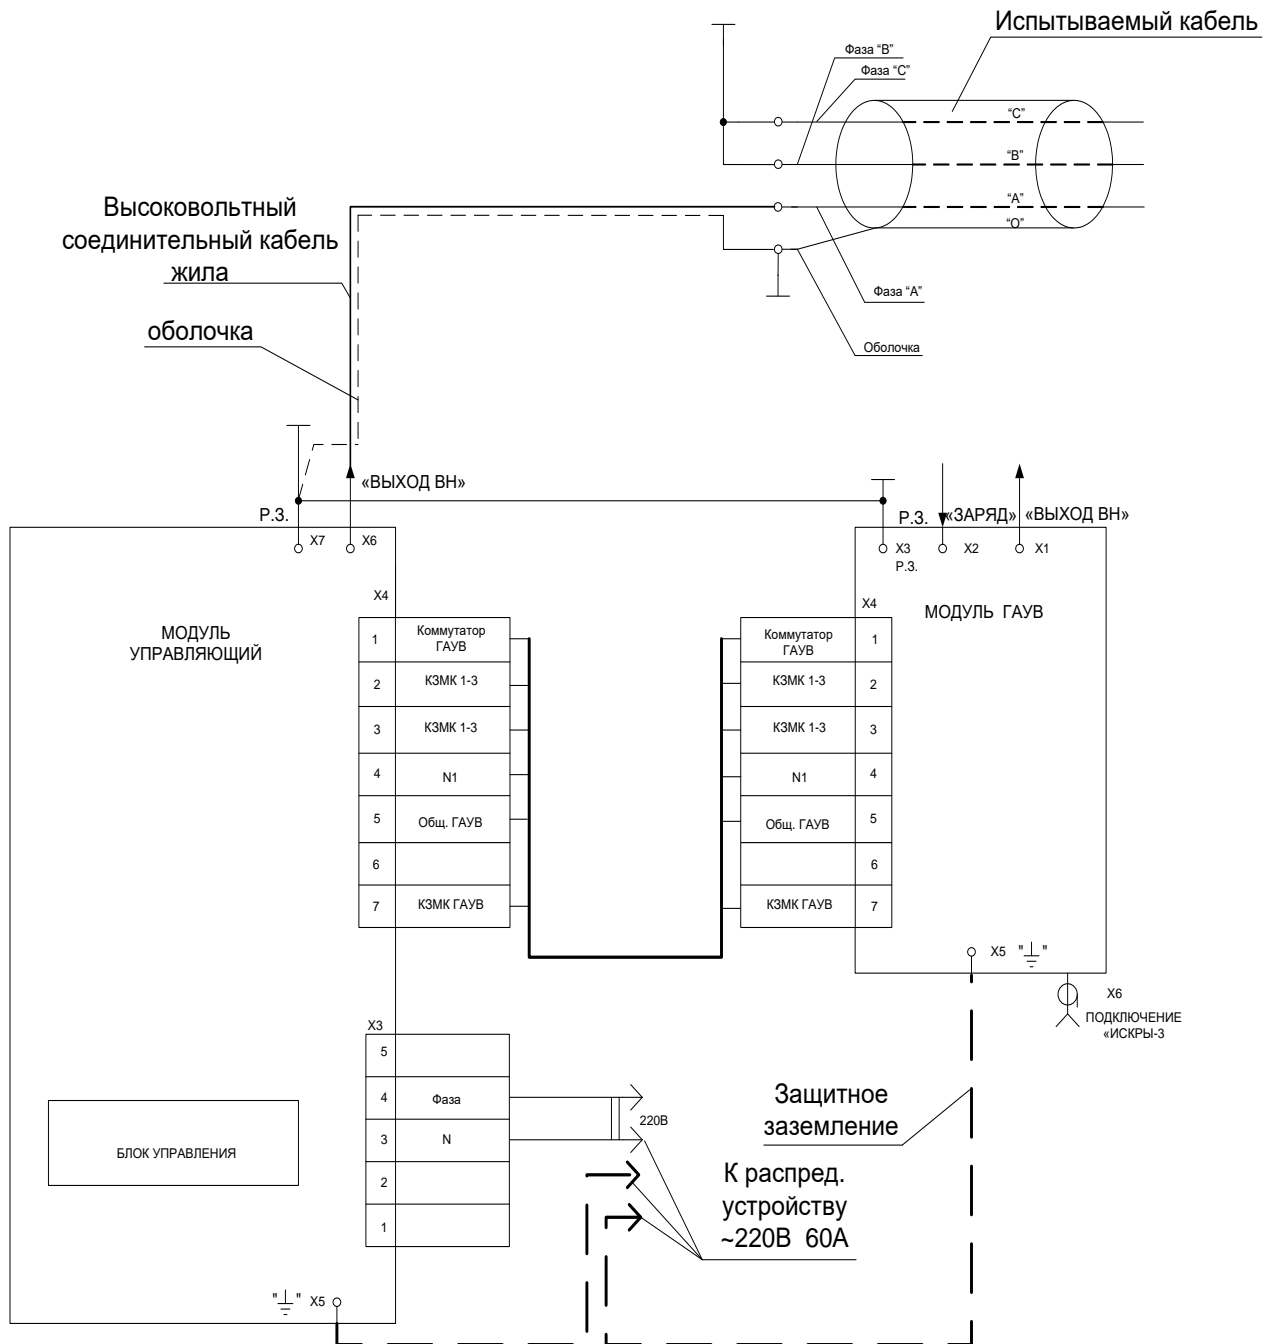 Испытываемый кабель
Фаза "В"
Фаза "С"
"С"
"В"
"А"
"О"
Фаза "А"
Оболочка
Высоковольтный
соединительный кабель
жила
оболочка
«ВЫХОД ВН»
Р.З.
Х7
Х6
Р.З.
«ЗАРЯД»
«ВЫХОД ВН»
Х3
Р.З.
Х2
Х1
МОДУЛЬ
УПРАВЛЯЮЩИЙ
Х4
1 Коммутатор
ГАУВ
2 КЗМК 1-3
3 КЗМК 1-3
4 N1
5 Общ. ГАУВ
6
7 КЗМК ГАУВ
Х4
МОДУЛЬ ГАУВ
Коммутатор 1
ГАУВ
КЗМК 1-3 2
КЗМК 1-3 3
N1 4
Общ. ГАУВ 5
6
КЗМК ГАУВ 7
Х5 " "
Х6
ПОДКЛЮЧЕНИЕ
«ИСКРЫ-3
Х3
5
4 Фаза
3 N
2
1
220В
БЛОК УПРАВЛЕНИЯ
Защитное
заземление
К распред.
устройству
~220В 60А
" " Х5